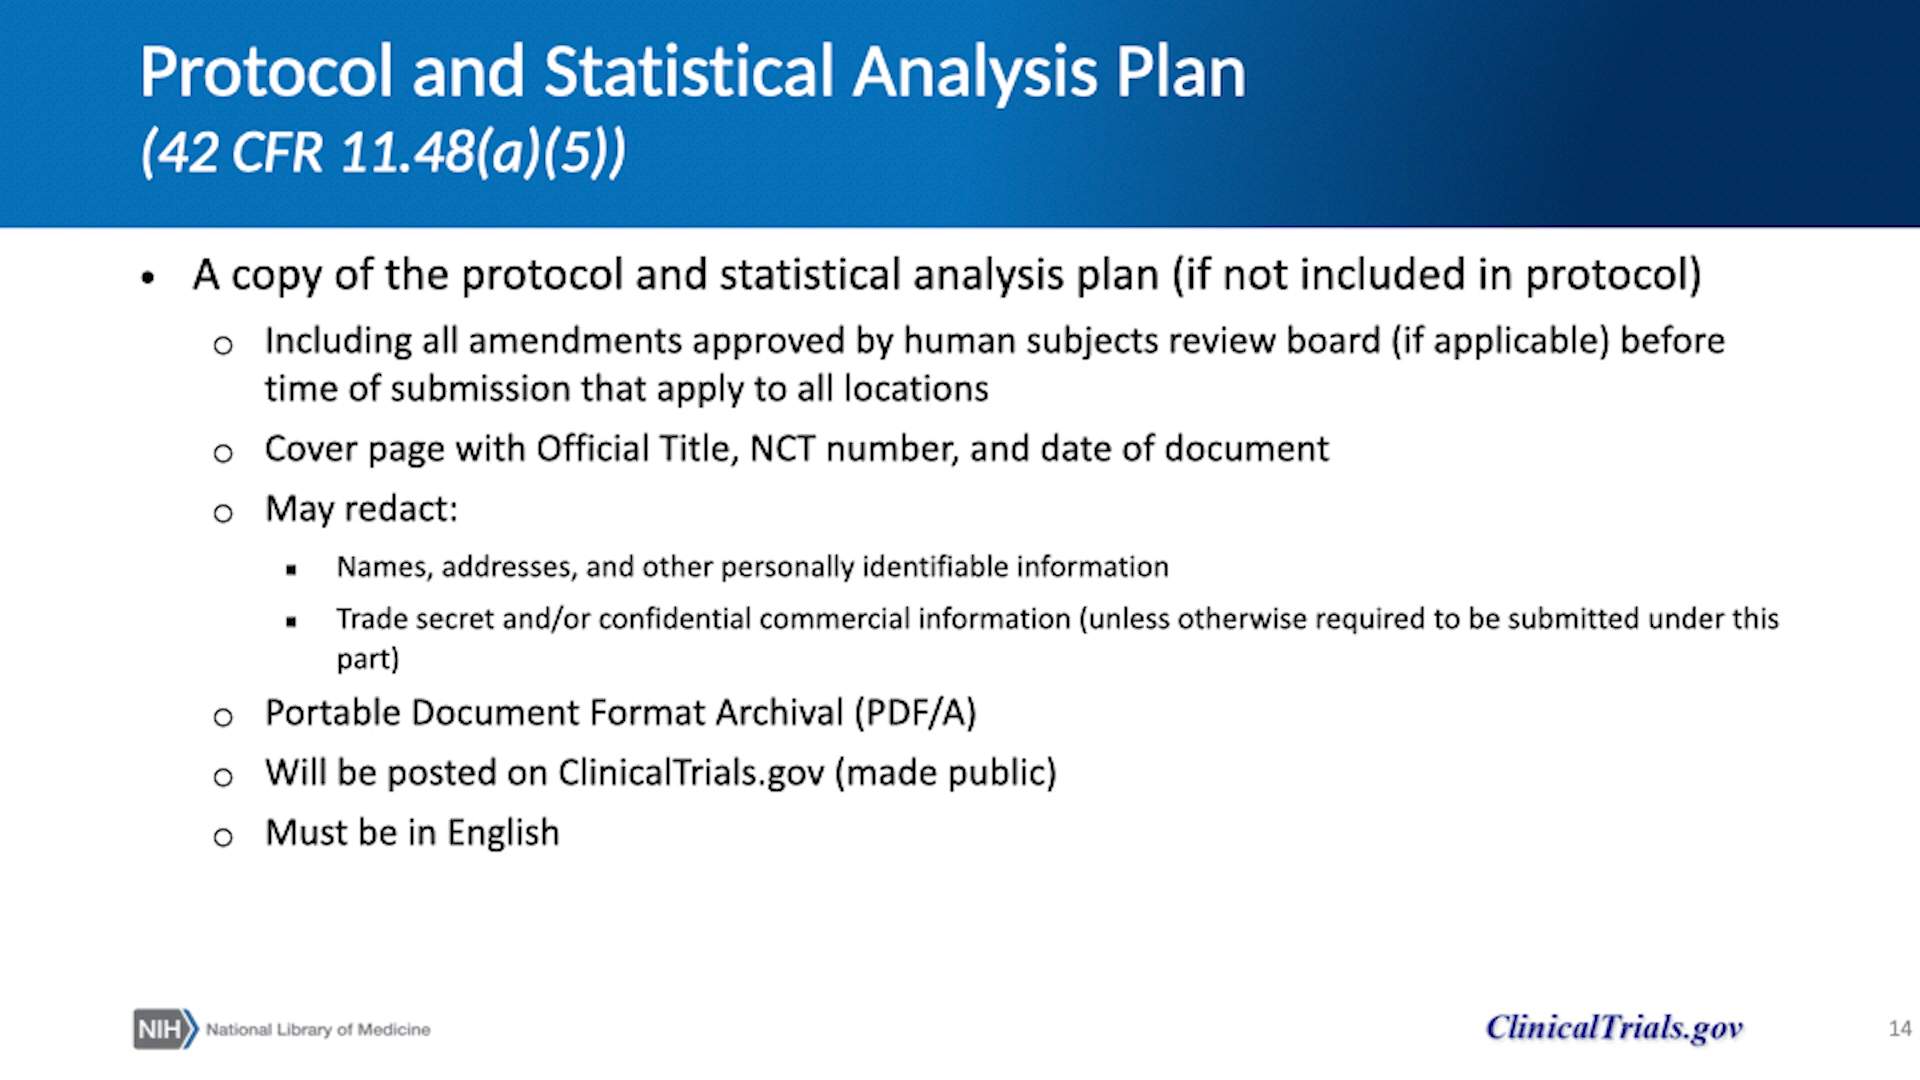 Protocol and Statistical Analysis Plan
(42 CFR 11.48(a)(5))
• A copy of the protocol and statistical analysis plan (if not included in protocol)
o Including all amendments approved by human subjects review board (if applicable) before
time of submission that apply to all locations
o Cover page with Official Title, NCT number, and date of document
o May redact:
▪ Names, addresses, and other personally identifiable information
▪ Trade secret and/or confidential commercial information (unless otherwise required to be submitted under this
part)
o Portable Document Format Archival (PDF/A)
o Will be posted on ClinicalTrials.gov (made public)
o Must be in English
NIH National Library of Medicine
ClinicalTrials.gov
14